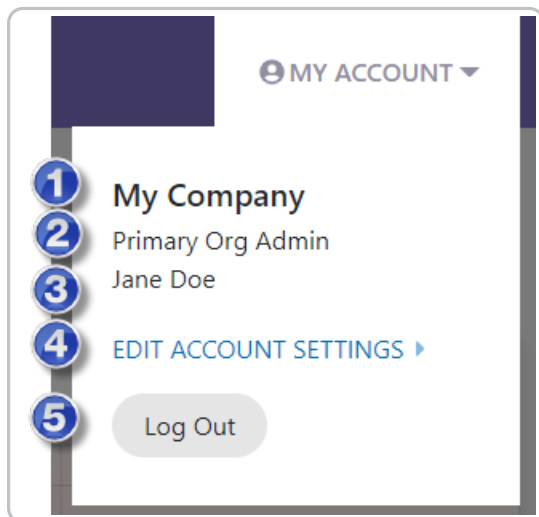 MY ACCOUNT
1
My Company
2
Primary Org Admin
3
Jane Doe
4
EDIT ACCOUNT SETTINGS
5
Log Out